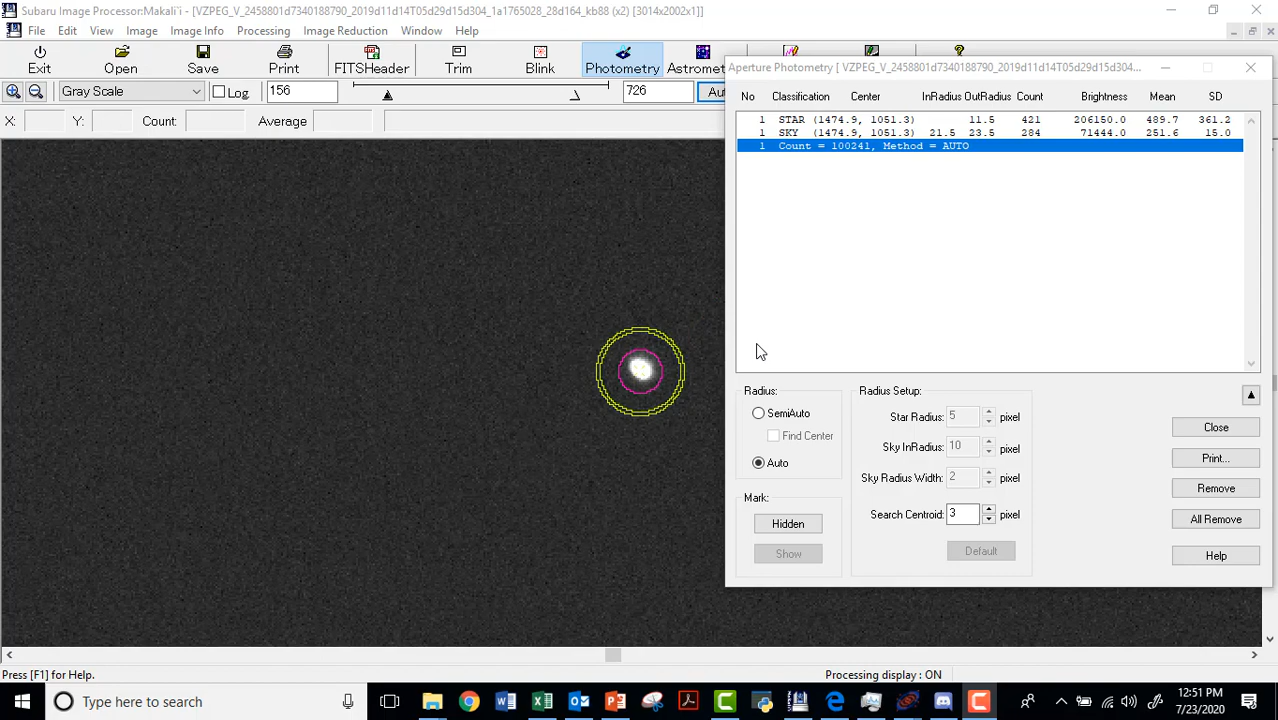 Subaru Image Processor:Makali`i - [VZPEG_V_2458801d7340188790_2019d11d14T05d29d15d304_1a1765028_28d164_kb88 (x2) [3014x2002x1]]
File Edit View Image Image Info Processing Image Reduction Window Help
Exit Open Save Print FITSHeader Trim Blink Photometry Astromet
Gray Scale Log 156 726 Aut
X: Y: Count: Average
Aperture Photometry [ VZPEG_V_2458801d7340188790_2019d11d14T05d29d15d304_1a1765028_28d164_kb88...
No Classification Center InRadius OutRadius Count Brightness Mean SD
1 STAR (1474.9, 1051.3) 11.5 421 206150.0 489.7 361.2
1 SKY (1474.9, 1051.3) 21.5 23.5 284 71444.0 251.6 15.0
1 Count = 100241, Method = AUTO
Radius:
SemiAuto
Find Center
Auto
Mark:
Hidden
Show
Radius Setup:
Star Radius: 5 pixel
Sky InRadius: 10 pixel
Sky Radius Width: 2 pixel
Search Centroid: 3 pixel
Default
Close
Print...
Remove
All Remove
Help
Press [F1] for Help.
Processing display : ON
Type here to search
12:51 PM
7/23/2020